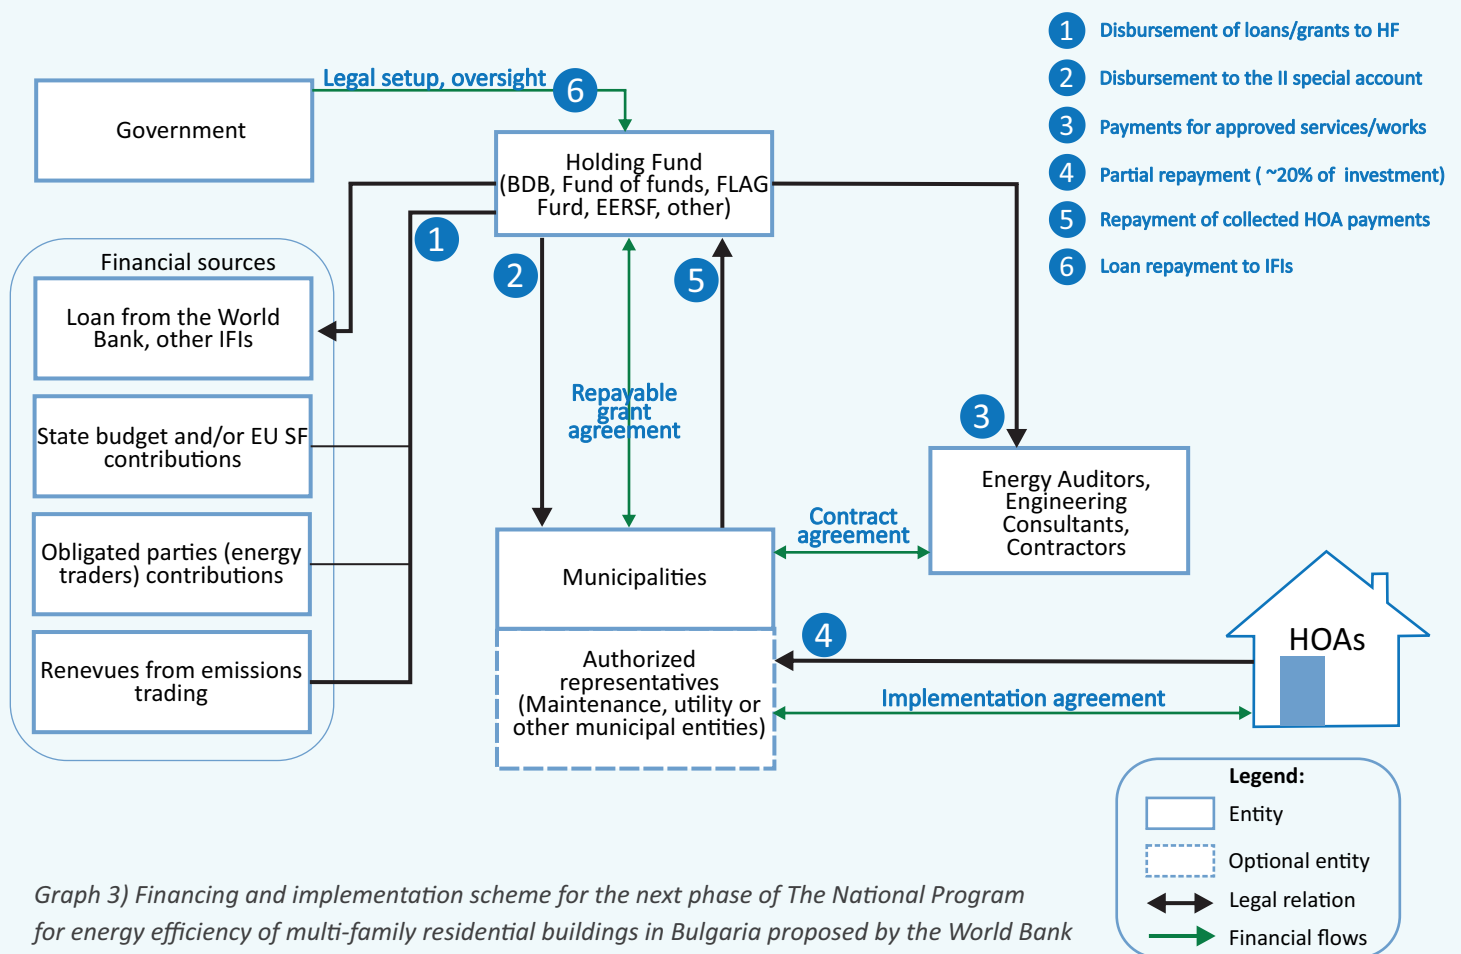 1 Disbursement of loans/grants to HF
2 Disbursement to the II special account
3 Payments for approved services/works
4 Partial repayment ( ~20% of investment)
5 Repayment of collected HOA payments
6 Loan repayment to IFIs
Government
Legal setup, oversight
6
Holding Fund
(BDB, Fund of funds, FLAG
Furd, EERSF, other)
1
2
5
3
Financial sources
Loan from the World
Bank, other IFIs
State budget and/or EU SF
contributions
Obligated parties (energy
traders) contributions
Renevues from emissions
trading
Repayable
grant
agreement
Contract
agreement
Energy Auditors,
Engineering
Consultants,
Contractors
Municipalities
Authorized
representatives
(Maintenance, utility or
other municipal entities)
4
Implementation agreement
HOAs
Legend:
Entity
Optional entity
Legal relation
Financial flows
Graph 3) Financing and implementation scheme for the next phase of The National Program
for energy efficiency of multi-family residential buildings in Bulgaria proposed by the World Bank